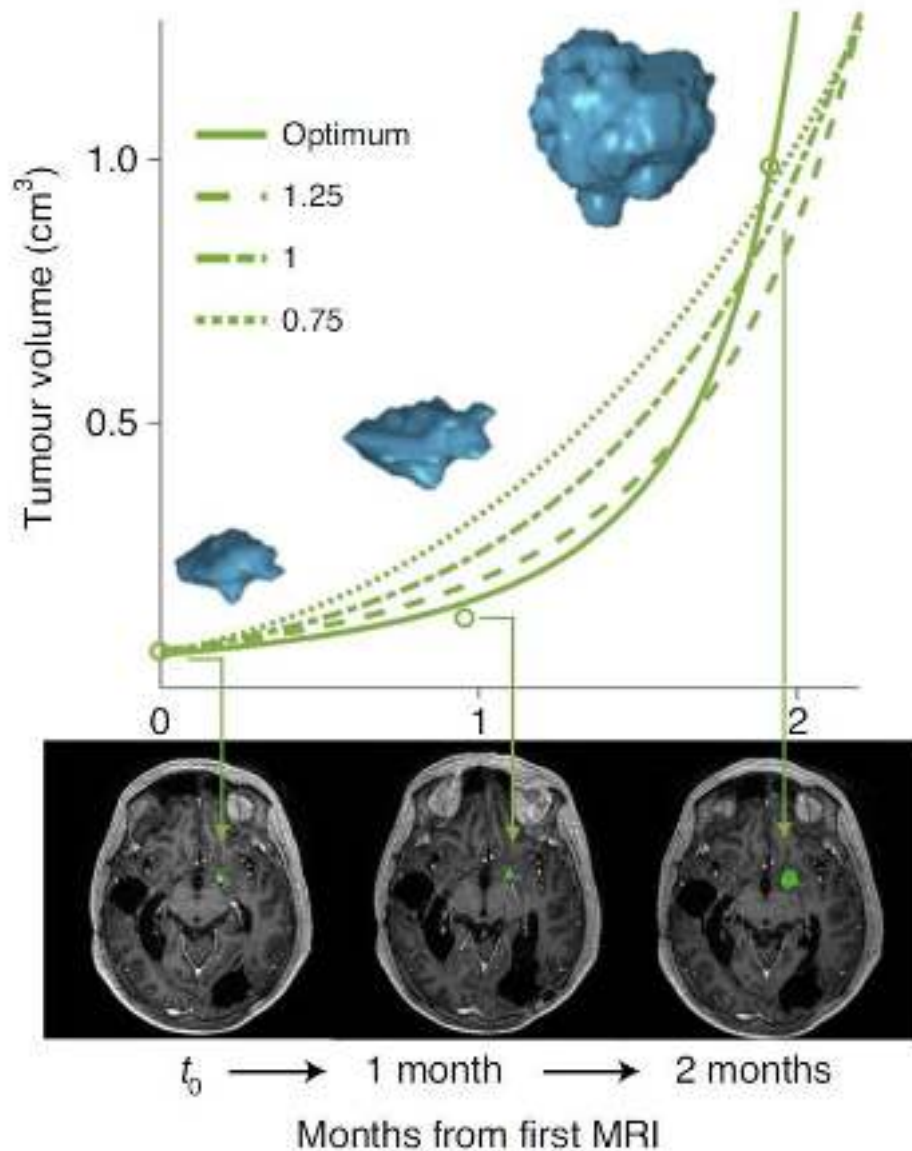 Tumour volume (cm³)
1.0
0.5
Optimum
1.25
1
0.75
0 1 2
t₀ 1 month 2 months
Months from first MRI